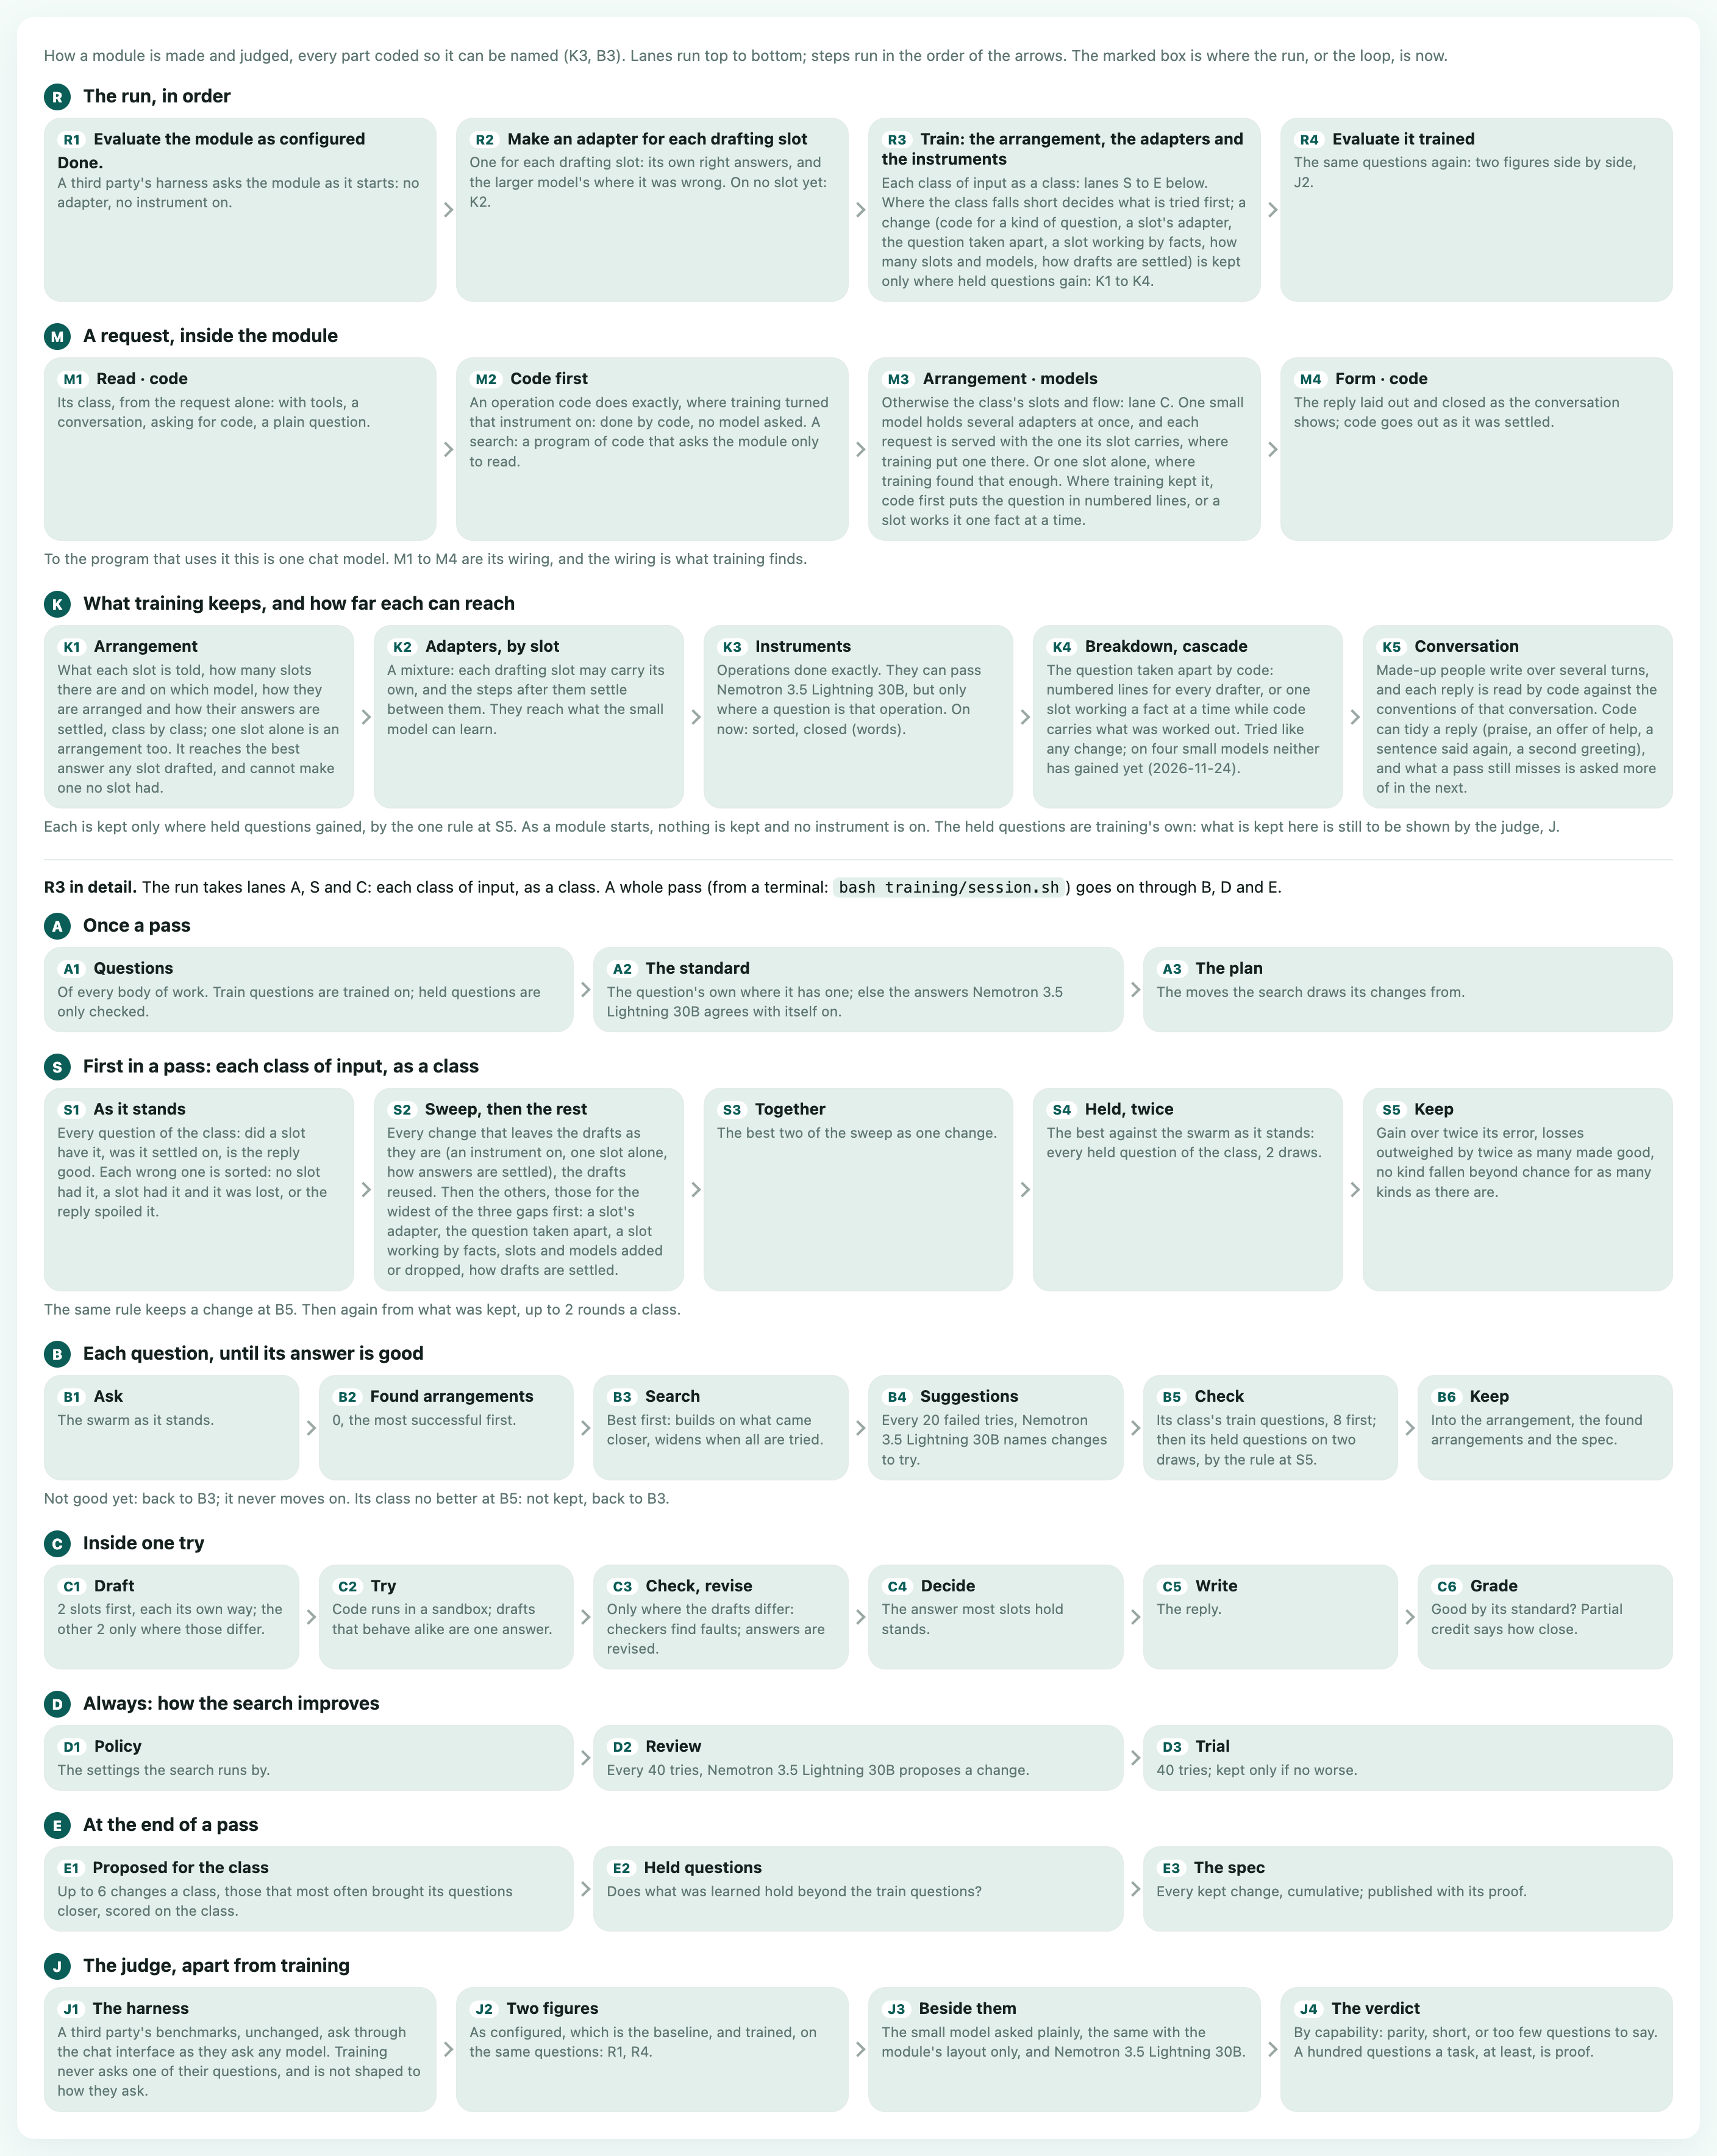 How a module is made and judged, every part coded so it can be named (K3, B3). Lanes run top to bottom; steps run in the order of the arrows. The marked box is where the run, or the loop, is now.
R The run, in order
R1 Evaluate the module as configured
Done.
A third party's harness asks the module as it starts: no
adapter, no instrument on.
R2 Make an adapter for each drafting slot
One for each drafting slot: its own right answers, and
the larger model's where it was wrong. On no slot yet:
K2.
R3 Train: the arrangement, the adapters and
the instruments
Each class of input as a class: lanes S to E below.
Where the class falls short decides what is tried first; a
change (code for a kind of question, a slot's adapter,
the question taken apart, a slot working by facts, how
many slots and models, how drafts are settled) is kept
only where held questions gain: K1 to K4.
R4 Evaluate it trained
The same questions again: two figures side by side,
J2.
M A request, inside the module
M1 Read · code
Its class, from the request alone: with tools, a
conversation, asking for code, a plain question.
M2 Code first
An operation code does exactly, where training turned
that instrument on: done by code, no model asked. A
search: a program of code that asks the module only
to read.
M3 Arrangement · models
Otherwise the class's slots and flow: lane C. One small
model holds several adapters at once, and each
request is served with the one its slot carries, where
training put one there. Or one slot alone, where
training found that enough. Where training kept it,
code first puts the question in numbered lines, or a
slot works it one fact at a time.
M4 Form · code
The reply laid out and closed as the conversation
shows; code goes out as it was settled.
To the program that uses it this is one chat model. M1 to M4 are its wiring, and the wiring is what training finds.
K What training keeps, and how far each can reach
K1 Arrangement
What each slot is told, how many slots
there are and on which model, how they
are arranged and how their answers are
settled, class by class; one slot alone is an
arrangement too. It reaches the best
answer any slot drafted, and cannot make
one no slot had.
K2 Adapters, by slot
A mixture: each drafting slot may carry its
own, and the steps after them settle
between them. They reach what the small
model can learn.
K3 Instruments
Operations done exactly. They can pass
Nemotron 3.5 Lightning 30B, but only
where a question is that operation. On
now: sorted, closed (words).
K4 Breakdown, cascade
The question taken apart by code:
numbered lines for every drafter, or one
slot working a fact at a time while code
carries what was worked out. Tried like
any change; on four small models neither
has gained yet (2026-11-24).
K5 Conversation
Made-up people write over several turns,
and each reply is read by code against the
conventions of that conversation. Code
can tidy a reply (praise, an offer of help, a
sentence said again, a second greeting),
and what a pass still misses is asked more
of in the next.
Each is kept only where held questions gained, by the one rule at S5. As a module starts, nothing is kept and no instrument is on. The held questions are training's own: what is kept here is still to be shown by the judge, J.
R3 in detail. The run takes lanes A, S and C: each class of input, as a class. A whole pass (from a terminal: bash training/session.sh) goes on through B, D and E.
A Once a pass
A1 Questions
Of every body of work. Train questions are trained on; held questions are
only checked.
A2 The standard
The question's own where it has one; else the answers Nemotron 3.5
Lightning 30B agrees with itself on.
A3 The plan
The moves the search draws its changes from.
S First in a pass: each class of input, as a class
S1 As it stands
Every question of the class: did a slot
have it, was it settled on, is the reply
good. Each wrong one is sorted: no slot
had it, a slot had it and it was lost, or the
reply spoiled it.
S2 Sweep, then the rest
Every change that leaves the drafts as
they are (an instrument on, one slot alone,
how answers are settled), the drafts
reused. Then the others, those for the
widest of the three gaps first: a slot's
adapter, the question taken apart, a slot
working by facts, slots and models added
or dropped, how drafts are settled.
S3 Together
The best two of the sweep as one change.
S4 Held, twice
The best against the swarm as it stands:
every held question of the class, 2 draws.
S5 Keep
Gain over twice its error, losses
outweighed by twice as many made good,
no kind fallen beyond chance for as many
kinds as there are.
The same rule keeps a change at B5. Then again from what was kept, up to 2 rounds a class.
B Each question, until its answer is good
B1 Ask
The swarm as it stands.
B2 Found arrangements
0, the most successful first.
B3 Search
Best first: builds on what came
closer, widens when all are tried.
B4 Suggestions
Every 20 failed tries, Nemotron
3.5 Lightning 30B names changes
to try.
B5 Check
Its class's train questions, 8 first;
then its held questions on two
draws, by the rule at S5.
B6 Keep
Into the arrangement, the found
arrangements and the spec.
Not good yet: back to B3; it never moves on. Its class no better at B5: not kept, back to B3.
C Inside one try
C1 Draft
2 slots first, each its own way; the
other 2 only where those differ.
C2 Try
Code runs in a sandbox; drafts
that behave alike are one answer.
C3 Check, revise
Only where the drafts differ:
checkers find faults; answers are
revised.
C4 Decide
The answer most slots hold
stands.
C5 Write
The reply.
C6 Grade
Good by its standard? Partial
credit says how close.
D Always: how the search improves
D1 Policy
The settings the search runs by.
D2 Review
Every 40 tries, Nemotron 3.5 Lightning 30B proposes a change.
D3 Trial
40 tries; kept only if no worse.
E At the end of a pass
E1 Proposed for the class
Up to 6 changes a class, those that most often brought its questions
closer, scored on the class.
E2 Held questions
Does what was learned hold beyond the train questions?
E3 The spec
Every kept change, cumulative; published with its proof.
J The judge, apart from training
J1 The harness
A third party's benchmarks, unchanged, ask through
the chat interface as they ask any model. Training
never asks one of their questions, and is not shaped to
how they ask.
J2 Two figures
As configured, which is the baseline, and trained, on
the same questions: R1, R4.
J3 Beside them
The small model asked plainly, the same with the
module's layout only, and Nemotron 3.5 Lightning 30B.
J4 The verdict
By capability: parity, short, or too few questions to say.
A hundred questions a task, at least, is proof.